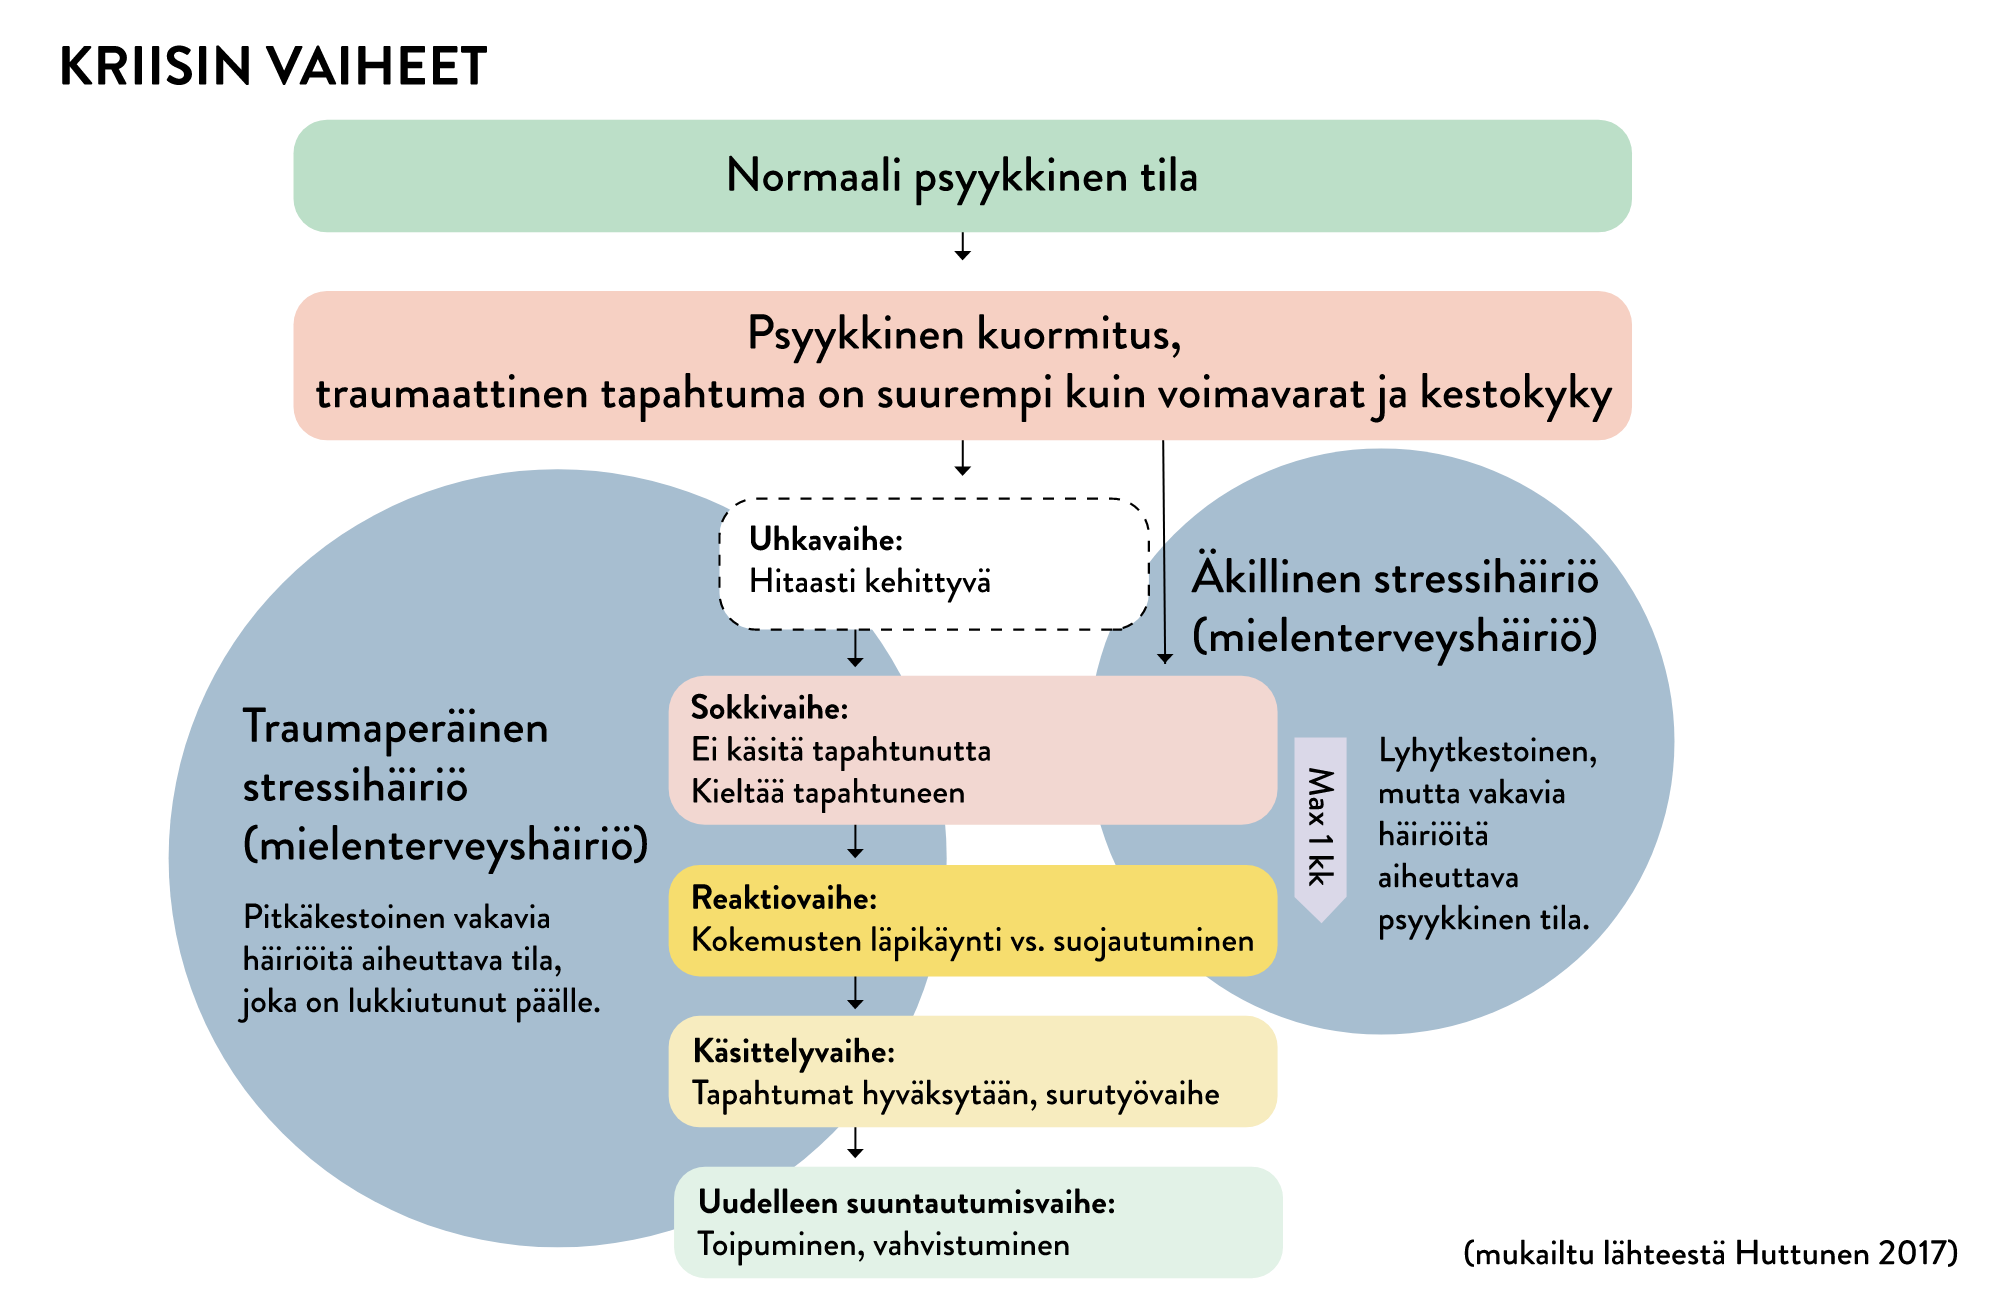 KRIISIN VAIHEET
Normaali psyykkinen tila
Psyykkinen kuormitus,
traumaattinen tapahtuma on suurempi kuin voimavarat ja kestokyky
Uhkavaihe:
Hitaasti kehittyvä
Äkillinen stressihäiriö
(mielenterveyshäiriö)
Traumaperäinen
stressihäiriö
(mielenterveyshäiriö)
Pitkäkestoinen vakavia
häiriöitä aiheuttava tila,
joka on lukkiutunut päälle.
Sokkivaihe:
Ei käsitä tapahtunutta
Kieltää tapahtuneen
Max 1 kk
Lyhytkestoinen,
mutta vakavia
häiriöitä
aiheuttava
psyykkinen tila.
Reaktiovaihe:
Kokemusten läpikäynti vs. suojautuminen
Käsittelyvaihe:
Tapahtumat hyväksytään, surutyövaihe
Uudelleen suuntautumisvaihe:
Toipuminen, vahvistuminen
(mukailtu lähteestä Huttunen 2017)